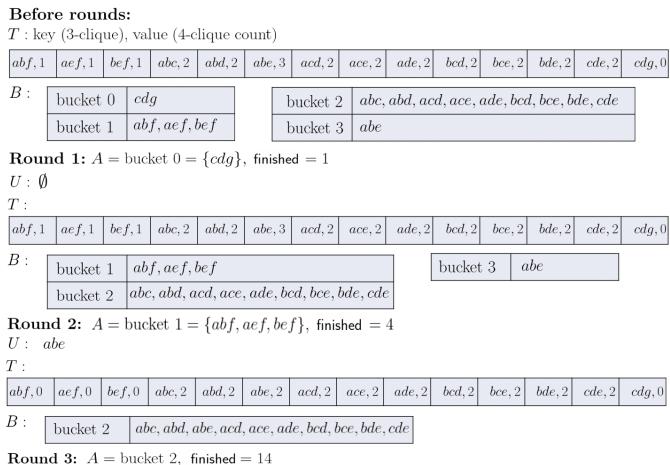 Before rounds:
T : key (3-clique), value (4-clique count)
abf, 1 aef, 1 bef, 1 abc, 2 abd, 2 abe, 3 acd, 2 ace, 2 ade, 2 bcd, 2 bce, 2 bde, 2 cde, 2 cdg, 0
B :
bucket 0 cdg bucket 2 abc, abd, acd, ace, ade, bcd, bce, bde, cde
bucket 1 abf, aef, bef bucket 3 abe
Round 1: A = bucket 0 = {cdg}, finished = 1
U : ∅
T :
abf, 1 aef, 1 bef, 1 abc, 2 abd, 2 abe, 3 acd, 2 ace, 2 ade, 2 bcd, 2 bce, 2 bde, 2 cde, 2 cdg, 0
B :
bucket 1 abf, aef, bef bucket 3 abe
bucket 2 abc, abd, acd, ace, ade, bcd, bce, bde, cde
Round 2: A = bucket 1 = {abf, aef, bef}, finished = 4
U : abe
T :
abf, 0 aef, 0 bef, 0 abc, 2 abd, 2 abe, 2 acd, 2 ace, 2 ade, 2 bcd, 2 bce, 2 bde, 2 cde, 2 cdg, 0
B :
bucket 2 abc, abd, abe, acd, ace, ade, bcd, bce, bde, cde
Round 3: A = bucket 2, finished = 14